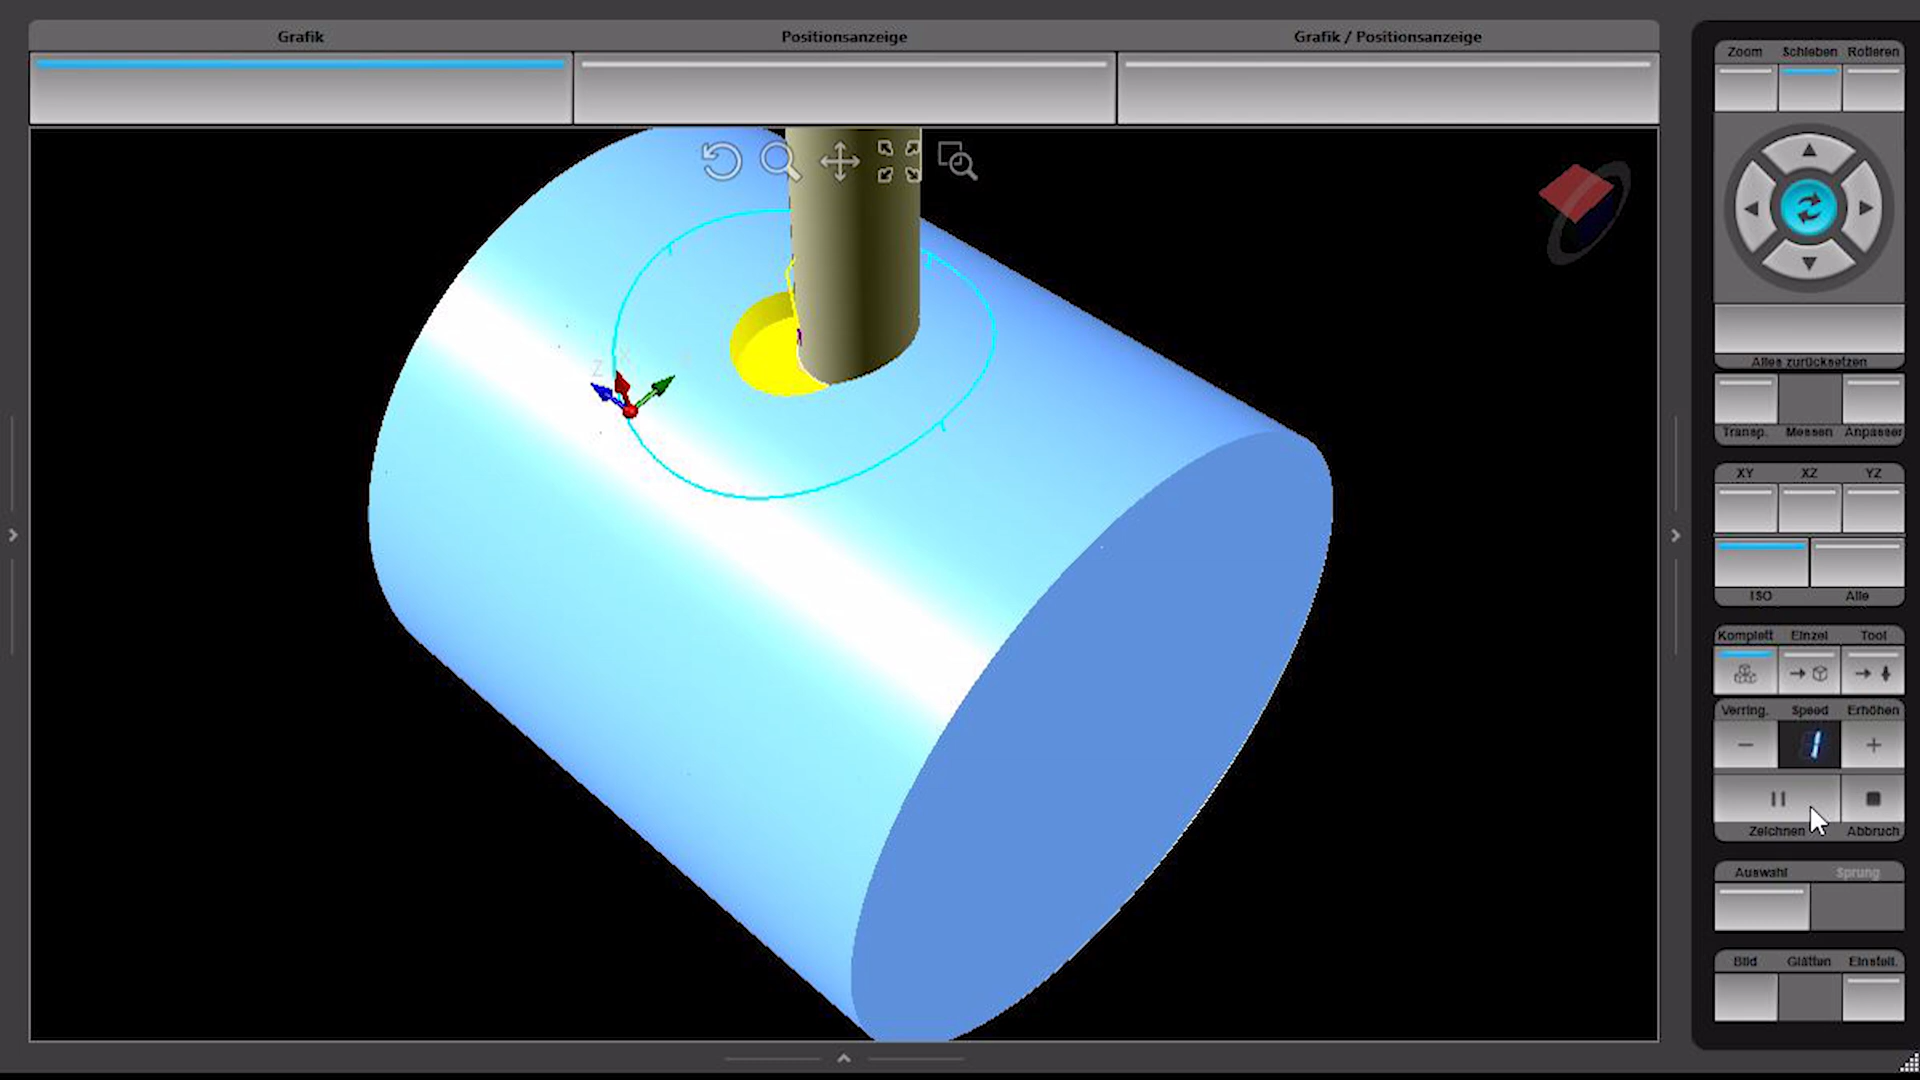 Grafik Positionsanzeige Grafik / Positionsanzeige
Zoom Schieben Rotieren
Alles zurücksetzen
Transp. Messen Anpassen
XY XZ YZ
ISO Alle
Komplett Einzel Tool
Verring. Speed Erhöhen
1
Zeichnen Abbruch
Auswahl Sprung
Bild Glätten Einstell.
Z